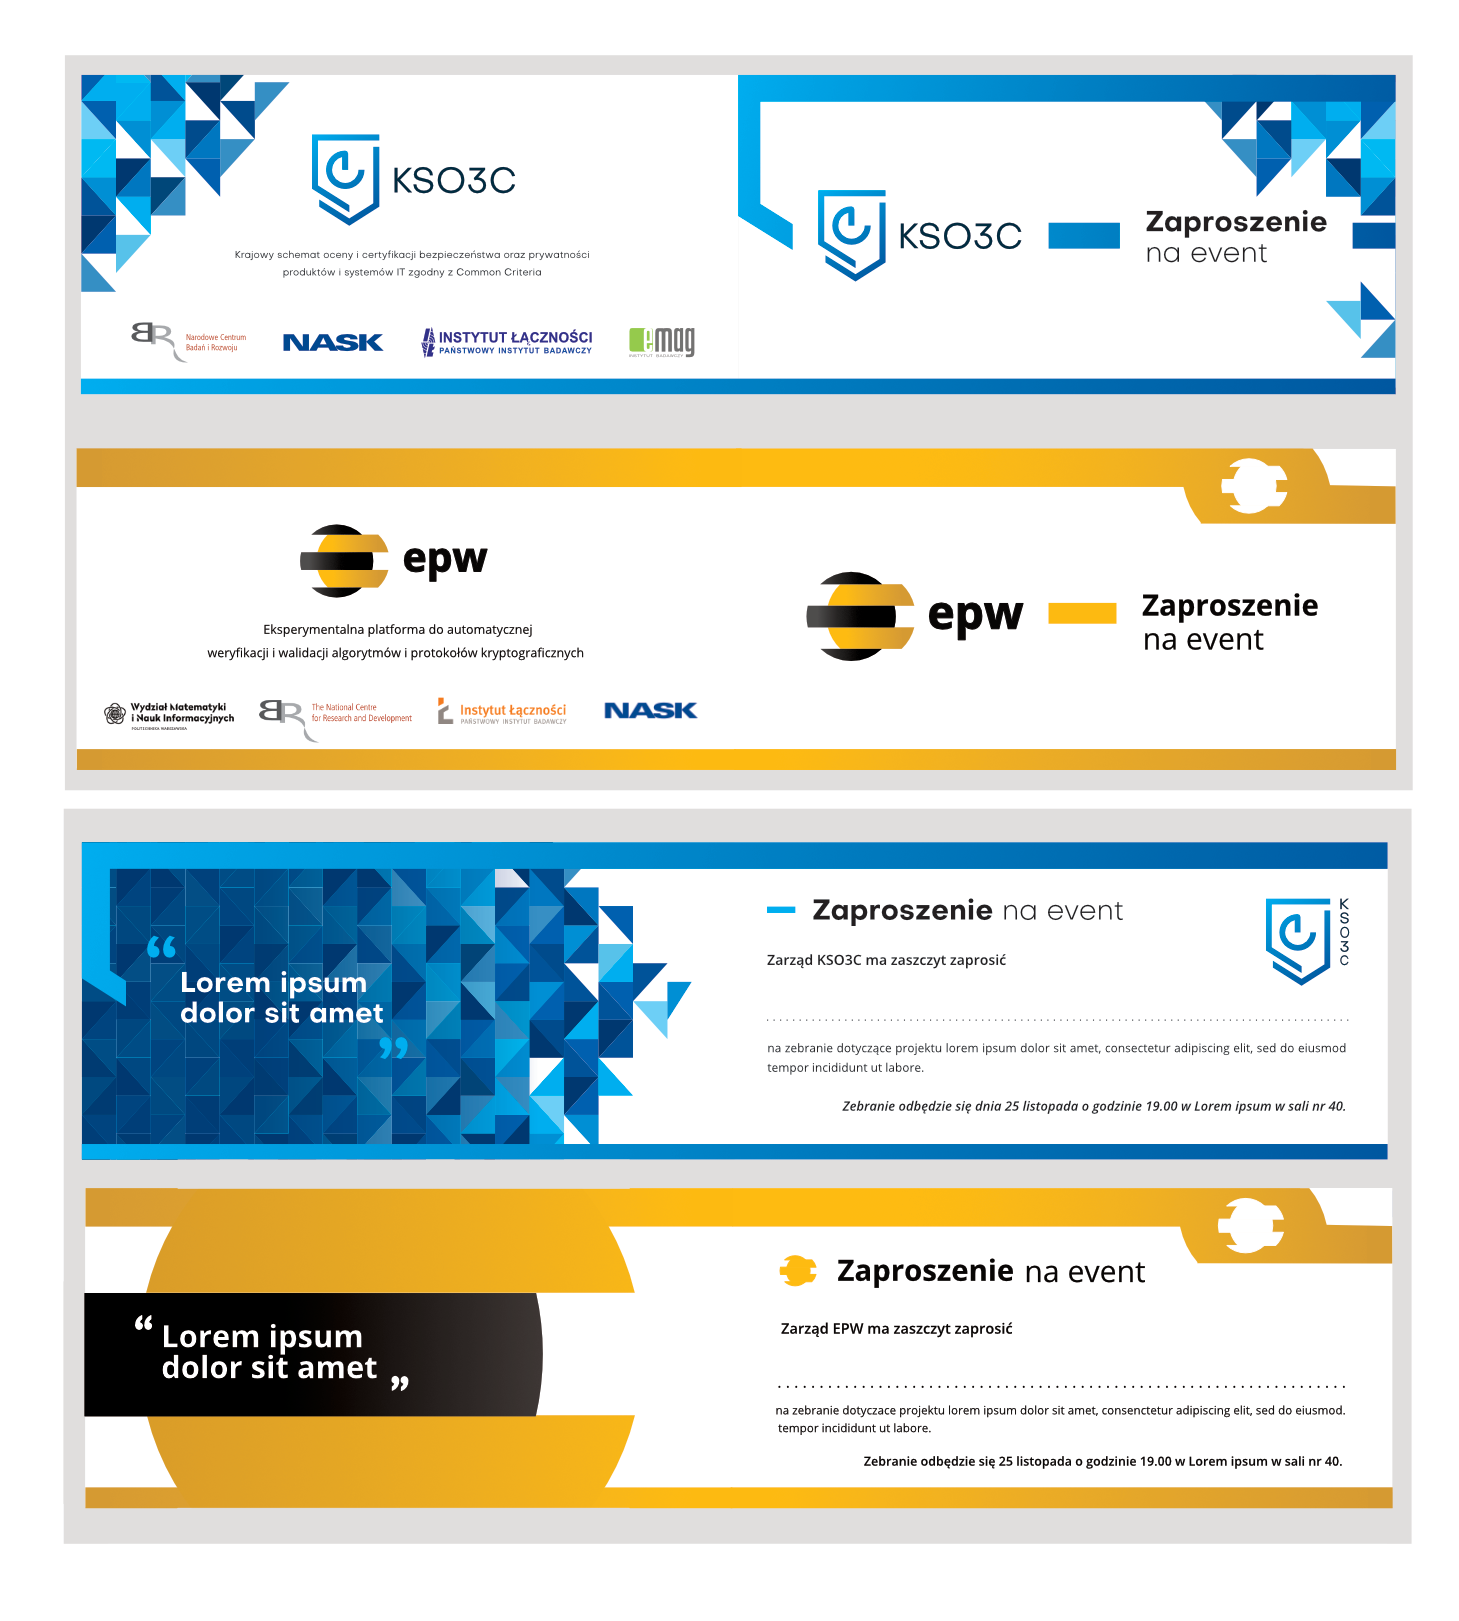 KSO3C
Krajowy schemat oceny i certyfikacji bezpieczeństwa oraz prywatności
produktów i systemów IT zgodny z Common Criteria
BR Narodowe Centrum
Badań i Rozwoju
NASK
INSTYTUT ŁĄCZNOŚCI
PAŃSTWOWY INSTYTUT BADAWCZY
emag
INSTYTUT BADAWCZY
KSO3C
Zaproszenie
na event
epw
Eksperymentalna platforma do automatycznej
weryfikacji i walidacji algorytmów i protokołów kryptograficznych
Wydział Matematyki
i Nauk Informacyjnych
POLITECHNIKA WARSZAWSKA
BR The National Centre
for Research and Development
Instytut Łączności
PAŃSTWOWY INSTYTUT BADAWCZY
NASK
epw
Zaproszenie
na event
“
Lorem ipsum
dolor sit amet
”
Zaproszenie na event
KSO3C
Zarząd KSO3C ma zaszczyt zaprosić
na zebranie dotyczące projektu lorem ipsum dolor sit amet, consectetur adipiscing elit, sed do eiusmod
tempor incididunt ut labore.
Zebranie odbędzie się dnia 25 listopada o godzinie 19.00 w Lorem ipsum w sali nr 40.
“ Lorem ipsum
dolor sit amet ”
Zaproszenie na event
Zarząd EPW ma zaszczyt zaprosić
na zebranie dotyczace projektu lorem ipsum dolor sit amet, consenctetur adipiscing elit, sed do eiusmod.
tempor incididunt ut labore.
Zebranie odbędzie się 25 listopada o godzinie 19.00 w Lorem ipsum w sali nr 40.